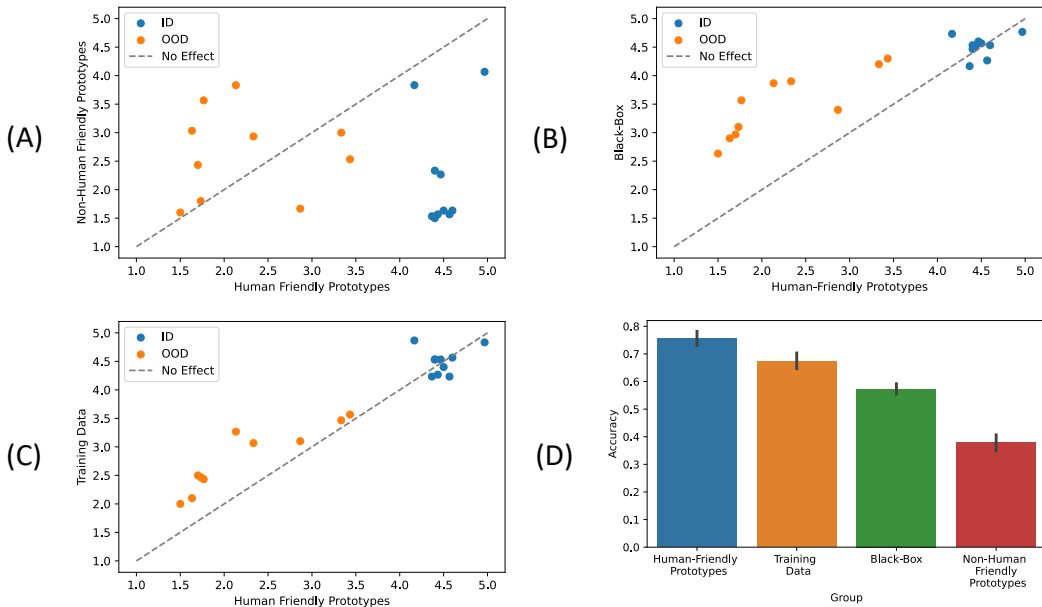 (A)
ID
OOD
No Effect
5.0
4.5
4.0
3.5
3.0
2.5
2.0
1.5
1.0
Non-Human Friendly Prototypes
1.0 1.5 2.0 2.5 3.0 3.5 4.0 4.5 5.0
Human Friendly Prototypes
(B)
ID
OOD
No Effect
5.0
4.5
4.0
3.5
3.0
2.5
2.0
1.5
1.0
Black-Box
1.0 1.5 2.0 2.5 3.0 3.5 4.0 4.5 5.0
Human-Friendly Prototypes
(C)
ID
OOD
No Effect
5.0
4.5
4.0
3.5
3.0
2.5
2.0
1.5
1.0
Training Data
1.0 1.5 2.0 2.5 3.0 3.5 4.0 4.5 5.0
Human Friendly Prototypes
(D)
0.8
0.7
0.6
0.5
0.4
0.3
0.2
0.1
0.0
Accuracy
Human-Friendly
Prototypes
Training
Data
Black-Box
Non-Human
Friendly
Prototypes
Group